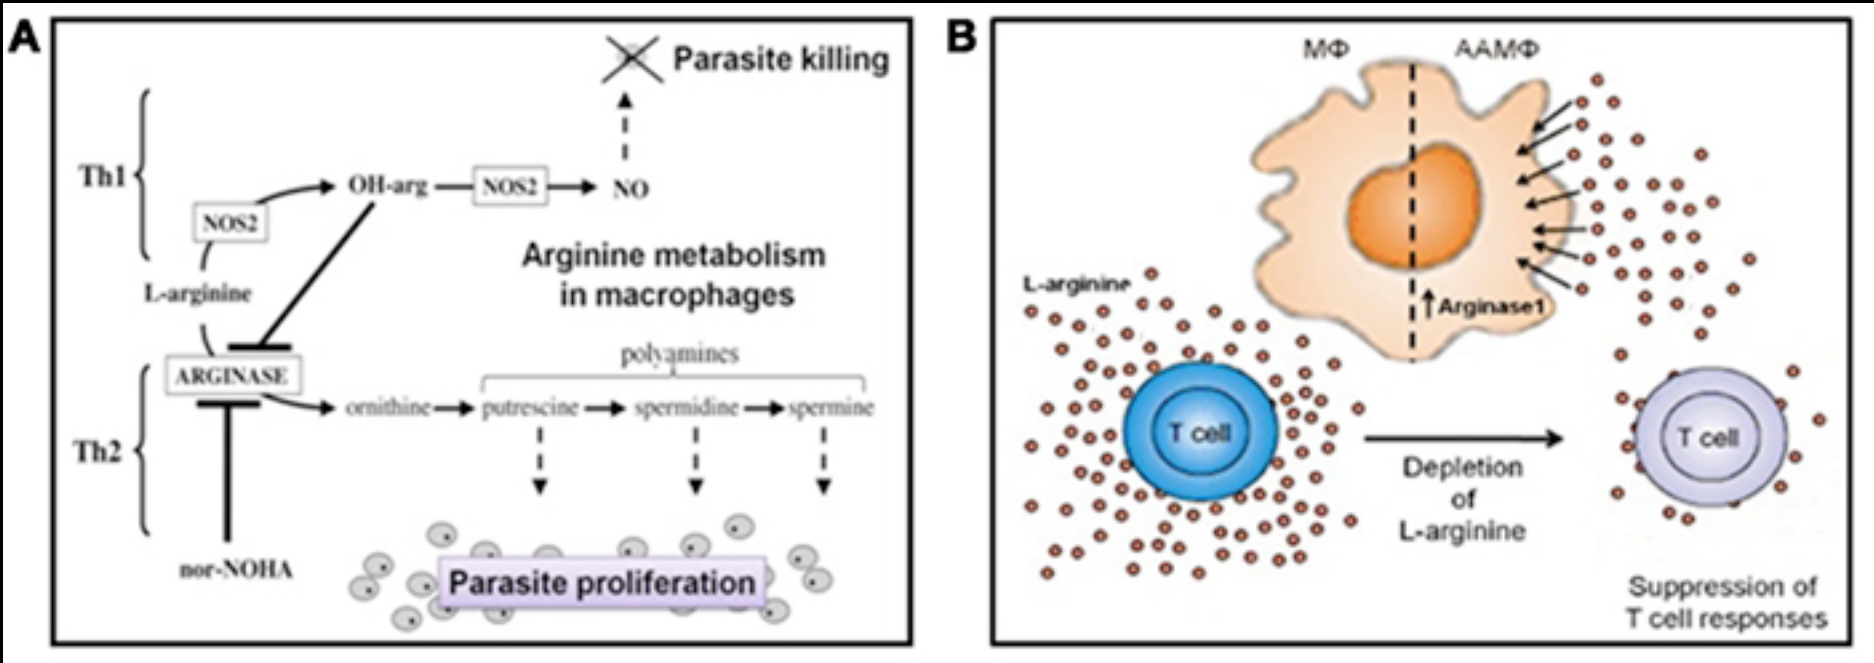 A
Parasite killing
Th1
OH-arg
NOS2
NO
NOS2
Arginine metabolism
in macrophages
L-arginine
polyamines
ARGINASE
ornithine
putrescine
spermidine
spermine
Th2
nor-NOHA
Parasite proliferation
B
MΦ
AAMΦ
L-arginine
↑Arginase1
T cell
Depletion
of
L-arginine
T cell
Suppression of
T cell responses